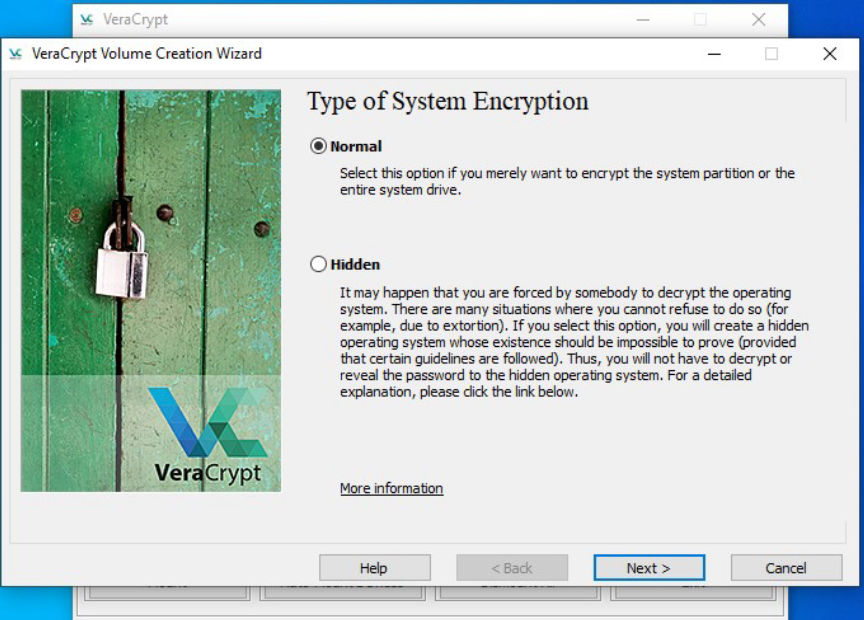 VeraCrypt
VeraCrypt Volume Creation Wizard
Type of System Encryption
Normal
Select this option if you merely want to encrypt the system partition or the
entire system drive.
Hidden
It may happen that you are forced by somebody to decrypt the operating
system. There are many situations where you cannot refuse to do so (for
example, due to extortion). If you select this option, you will create a hidden
operating system whose existence should be impossible to prove (provided
that certain guidelines are followed). Thus, you will not have to decrypt or
reveal the password to the hidden operating system. For a detailed
explanation, please click the link below.
VeraCrypt
More information
Help
< Back
Next >
Cancel